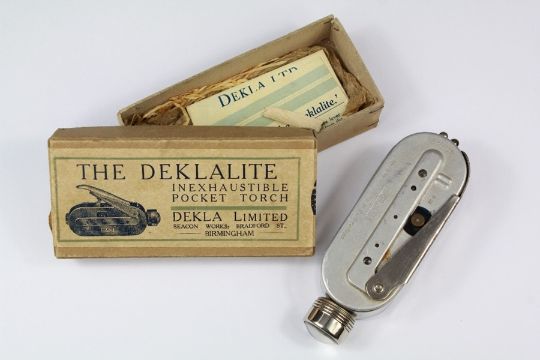 DEKLA LTD
Deklalite.'
THE DEKLALITE
INEXHAUSTIBLE
POCKET TORCH
DEKLA LIMITED
BEACON WORKS; BRADFORD ST.
BIRMINGHAM